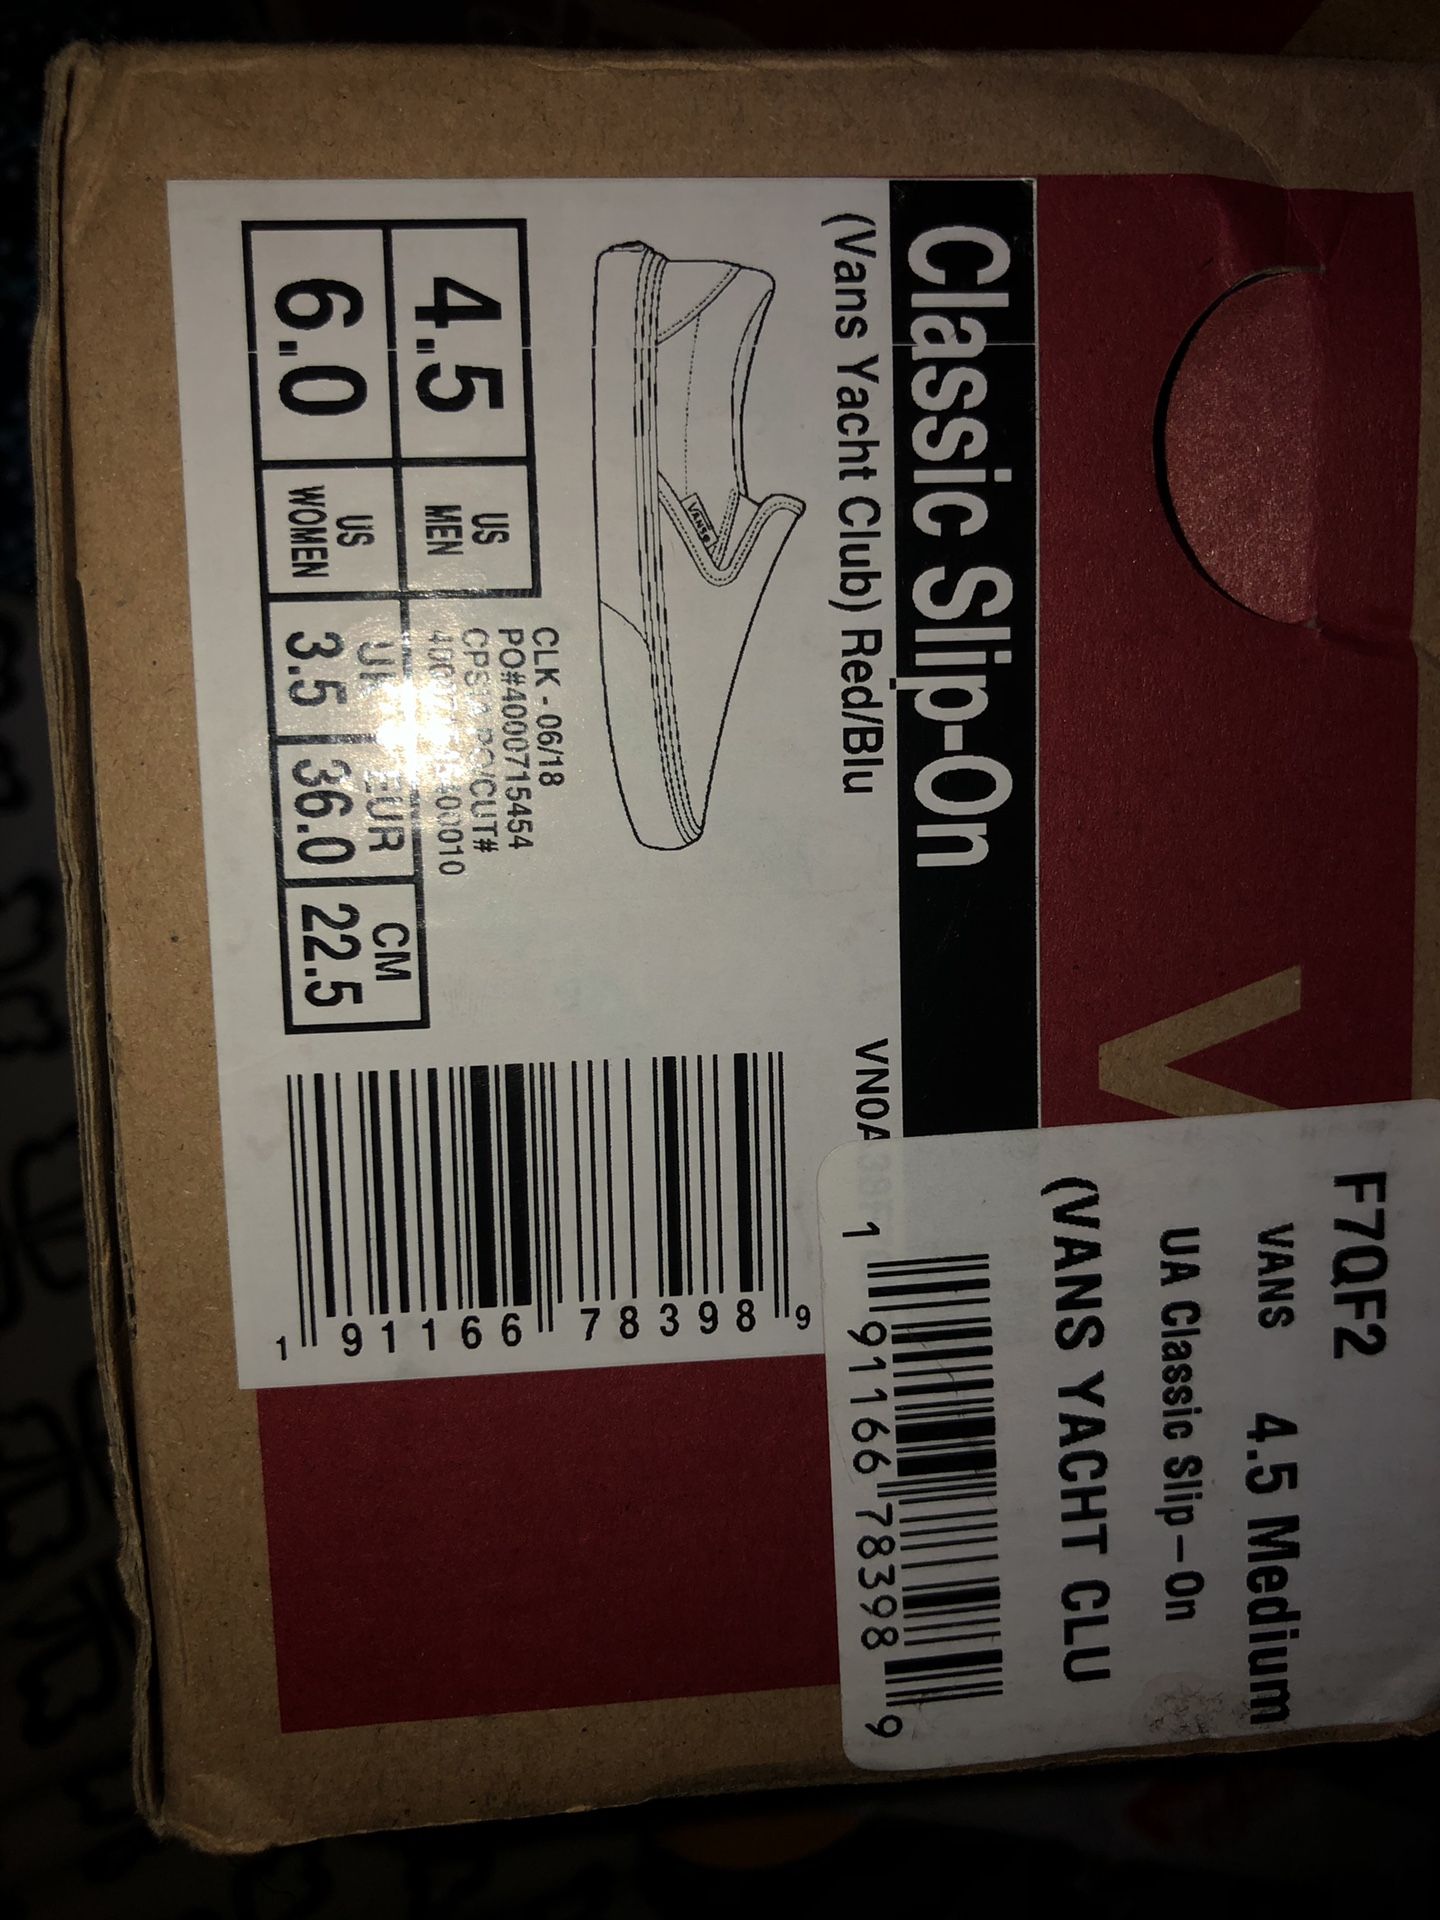 Classic Slip-On
(Vans Yacht Club) Red/Blu
VANS
CLK - 06/18
PO#4000715454
4.5
US
MEN
6.0
US
WOMEN
EUR
CM
3.5
36.0
22.5
1 91166 78398 9
V
F7QF2
VANS 4.5 Medium
UA Classic Slip-On
(VANS YACHT CLU
1 91166 78398 9